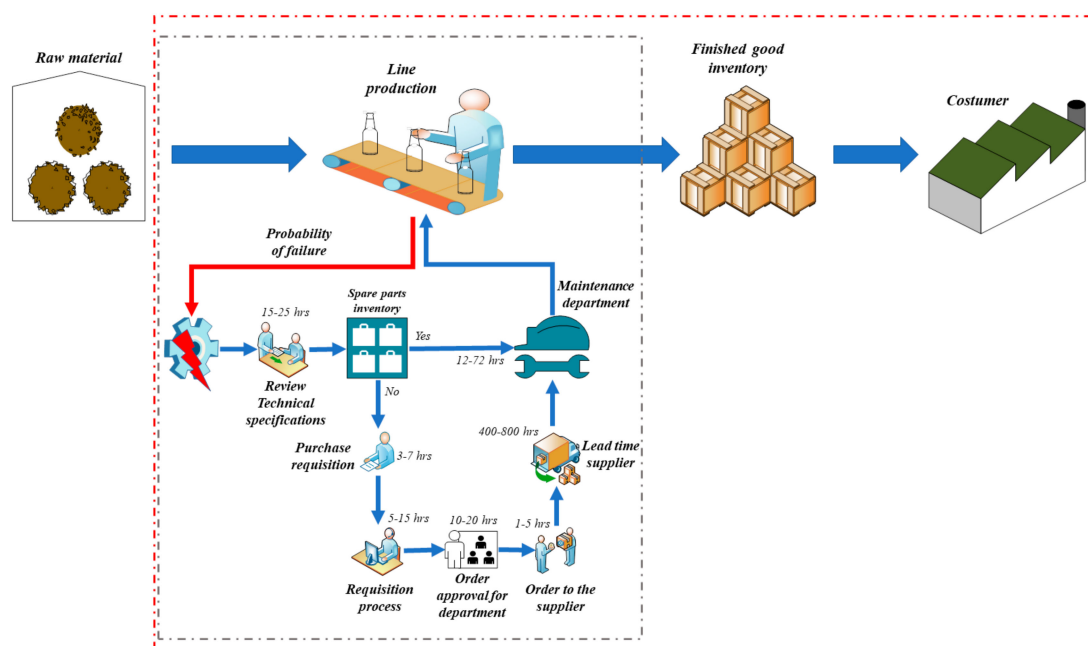 Raw material
Line
production
Finished good
inventory
Costumer
Probability
of failure
Maintenance
department
15-25 hrs
Spare parts
inventory
Yes
12-72 hrs
Review
Technical
specifications
No
Purchase
requisition
3-7 hrs
400-800 hrs
Lead time
supplier
5-15 hrs
10-20 hrs
1-5 hrs
Requisition
process
Order
approval for
department
Order to the
supplier